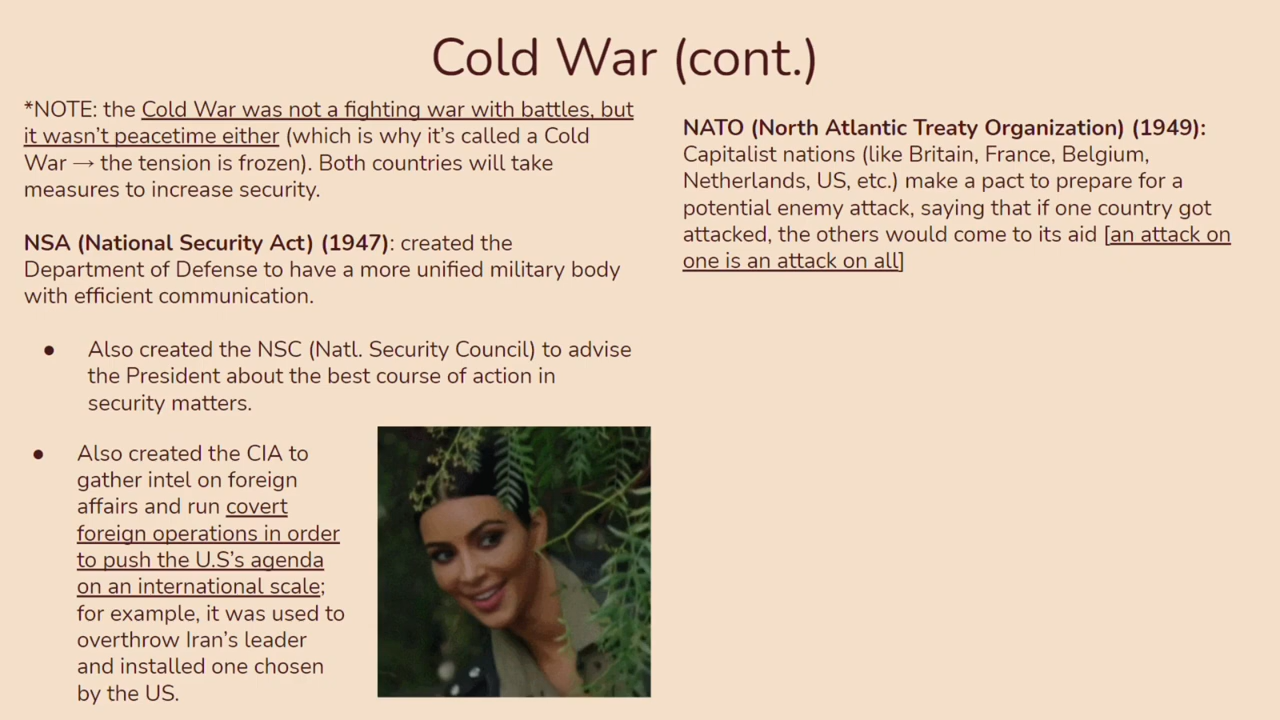 Cold War (cont.)
*NOTE: the Cold War was not a fighting war with battles, but
it wasn't peacetime either (which is why it's called a Cold
War → the tension is frozen). Both countries will take
measures to increase security.
NSA (National Security Act) (1947): created the
Department of Defense to have a more unified military body
with efficient communication.
● Also created the NSC (Natl. Security Council) to advise
the President about the best course of action in
security matters.
● Also created the CIA to
gather intel on foreign
affairs and run covert
foreign operations in order
to push the U.S's agenda
on an international scale;
for example, it was used to
overthrow Iran's leader
and installed one chosen
by the US.
NATO (North Atlantic Treaty Organization) (1949):
Capitalist nations (like Britain, France, Belgium,
Netherlands, US, etc.) make a pact to prepare for a
potential enemy attack, saying that if one country got
attacked, the others would come to its aid [an attack on
one is an attack on all]